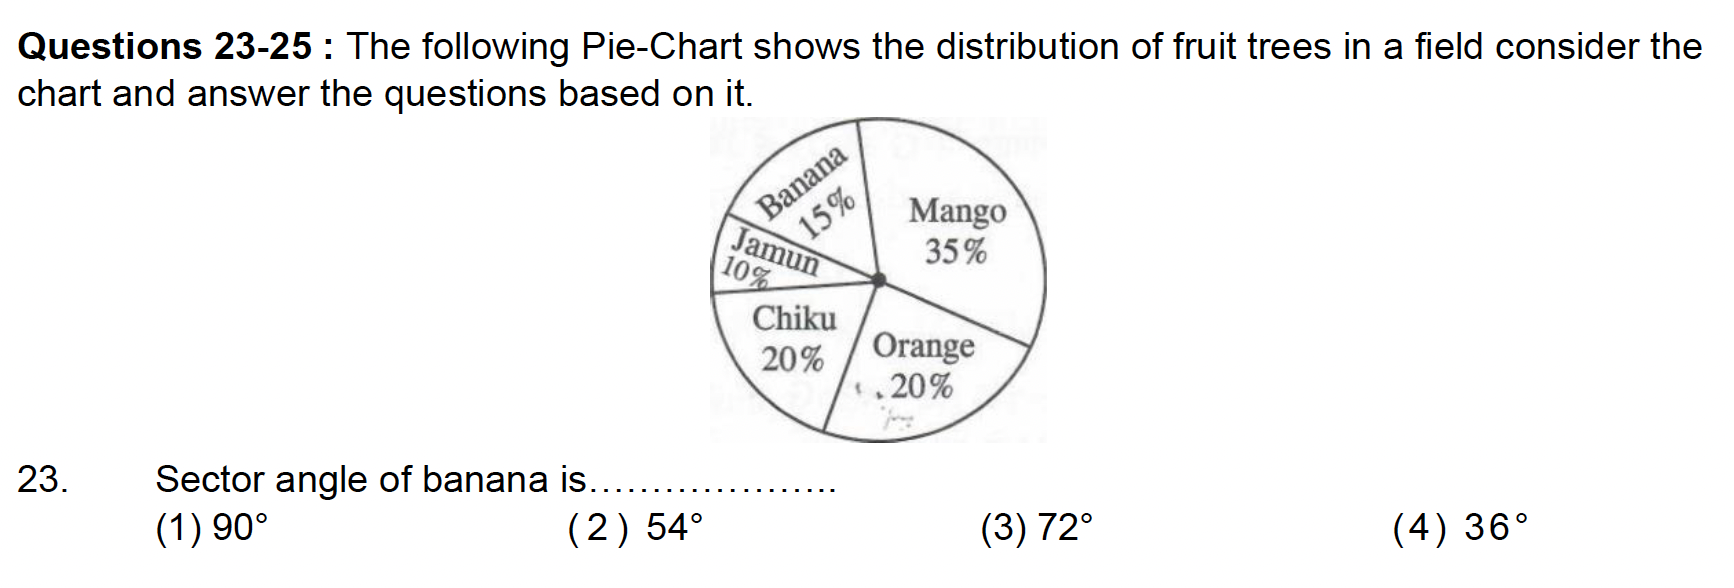 Questions 23-25 : The following Pie-Chart shows the distribution of fruit trees in a field consider the
chart and answer the questions based on it.
Banana
15%
Mango
35%
Jamun
10%
Chiku
20%
Orange
20%
23. Sector angle of banana is....................
(1) 90° (2) 54° (3) 72° (4) 36°